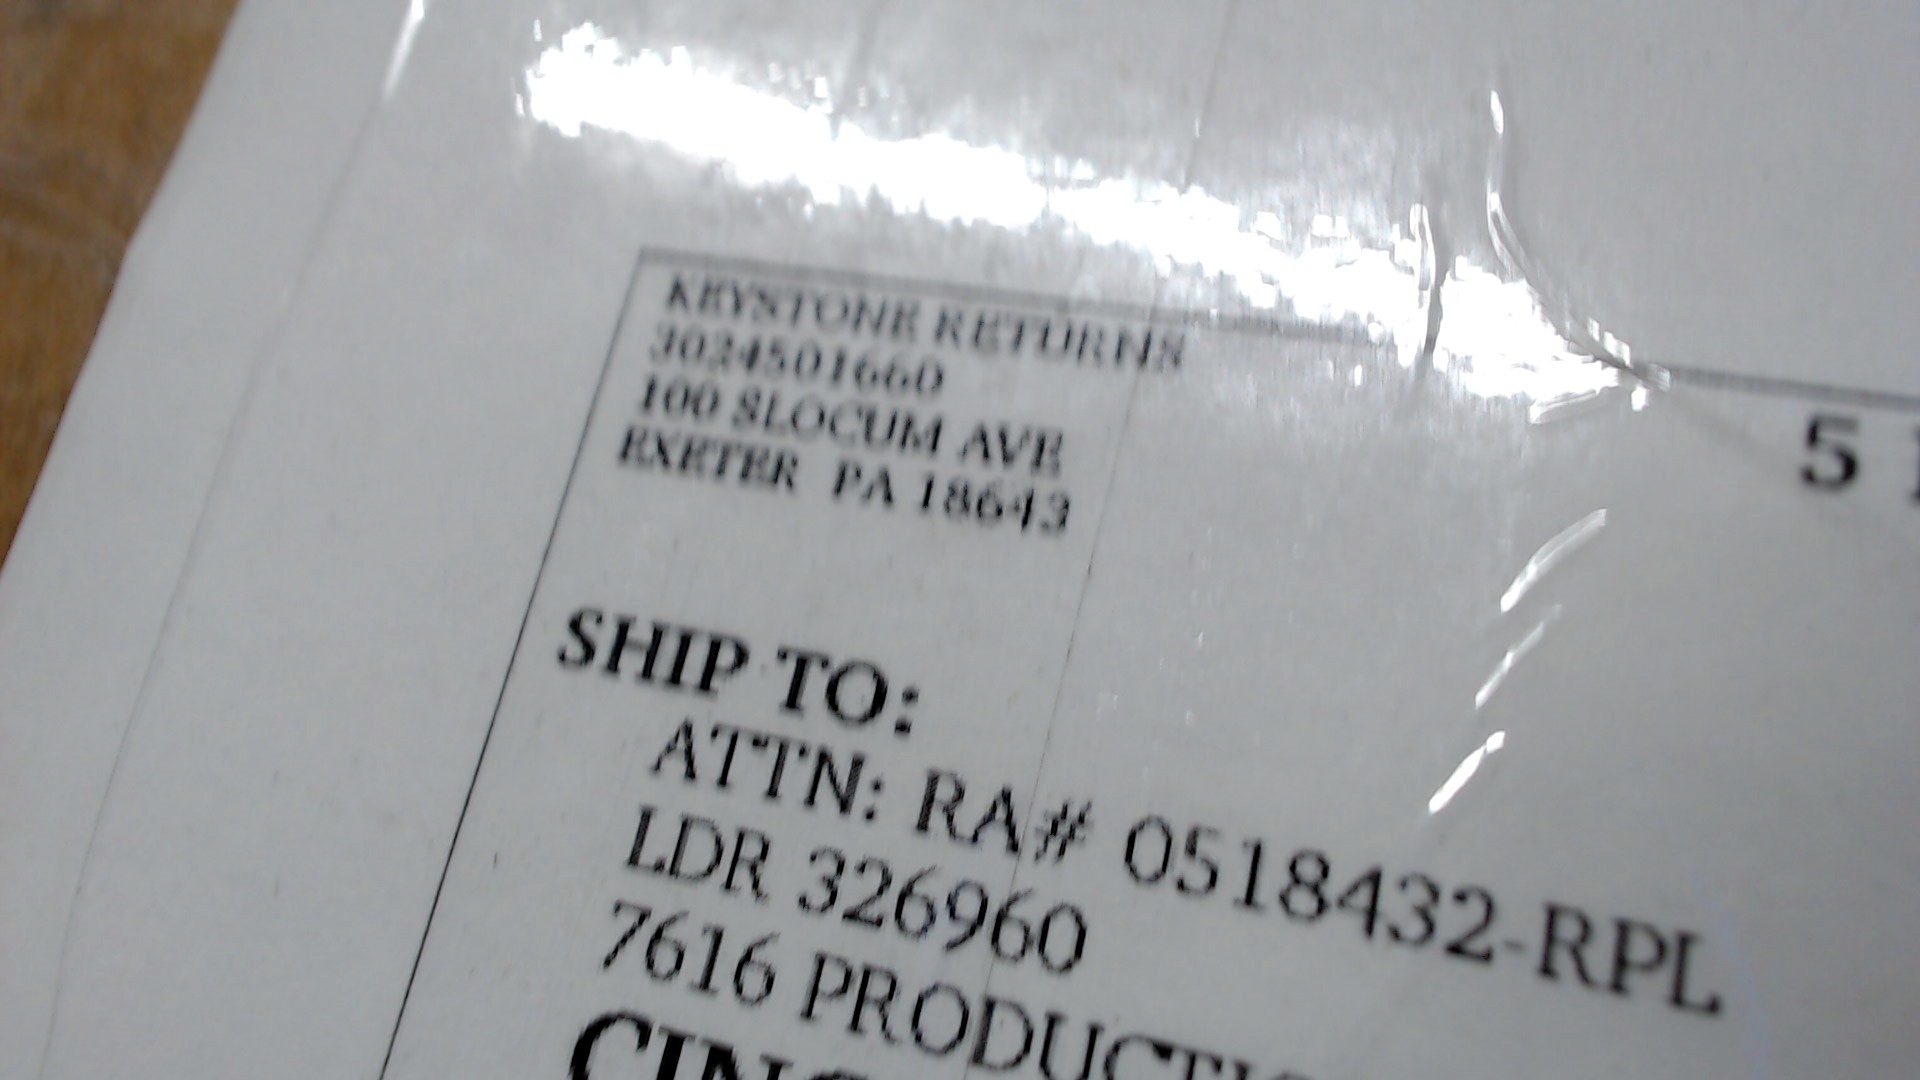 KEYSTONE RETURNS
3024501660
100 SLOCUM AVE
EXETER PA 18643
5
SHIP TO:
ATTN: RA# 0518432-RPL
LDR 326960
7616